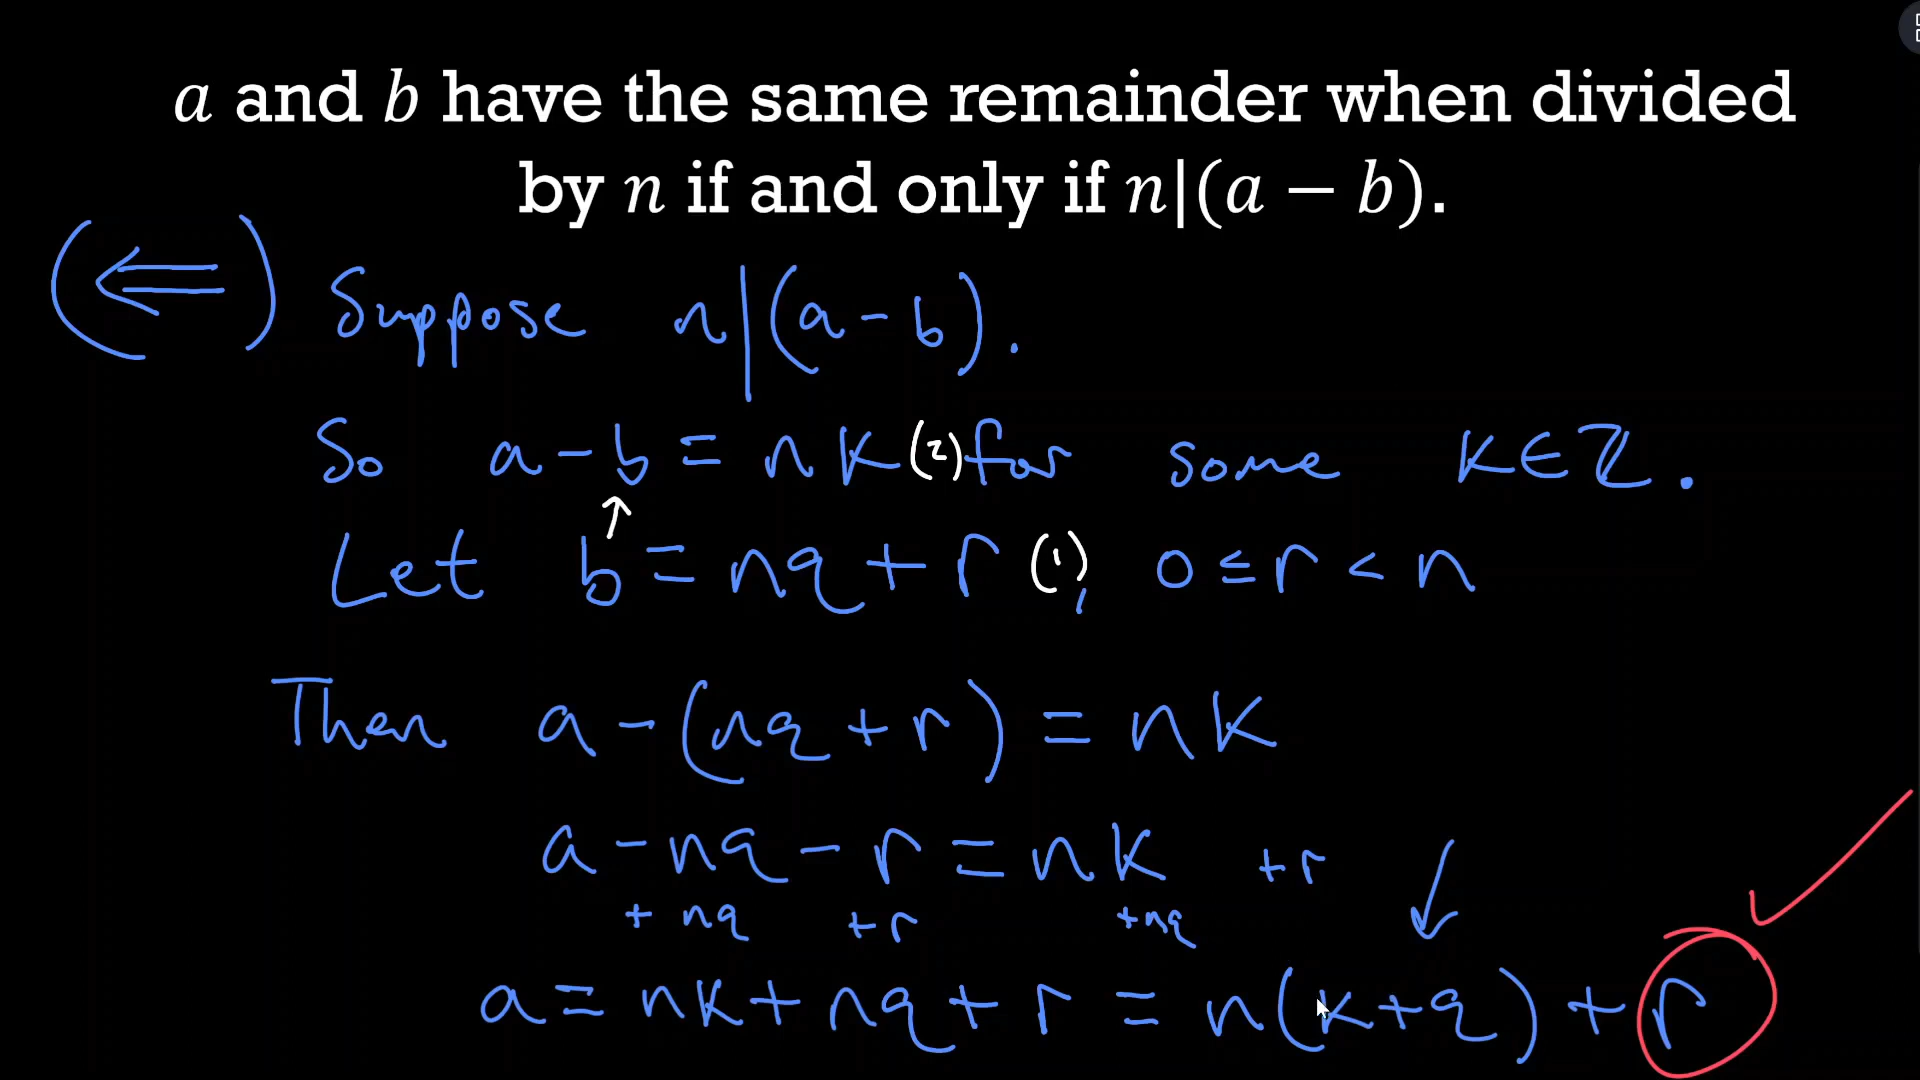 a and b have the same remainder when divided
by n if and only if n|(a − b).
(⟸) Suppose n|(a - b).
So a - b = nk (2) for some k ∈ ℤ.
↑
Let b = nq + r (1), 0 ≤ r < n
Then a - (nq + r) = nk
a - nq - r = nk + r
+ nq + r + nq
a = nk + nq + r = n(k + q) + r